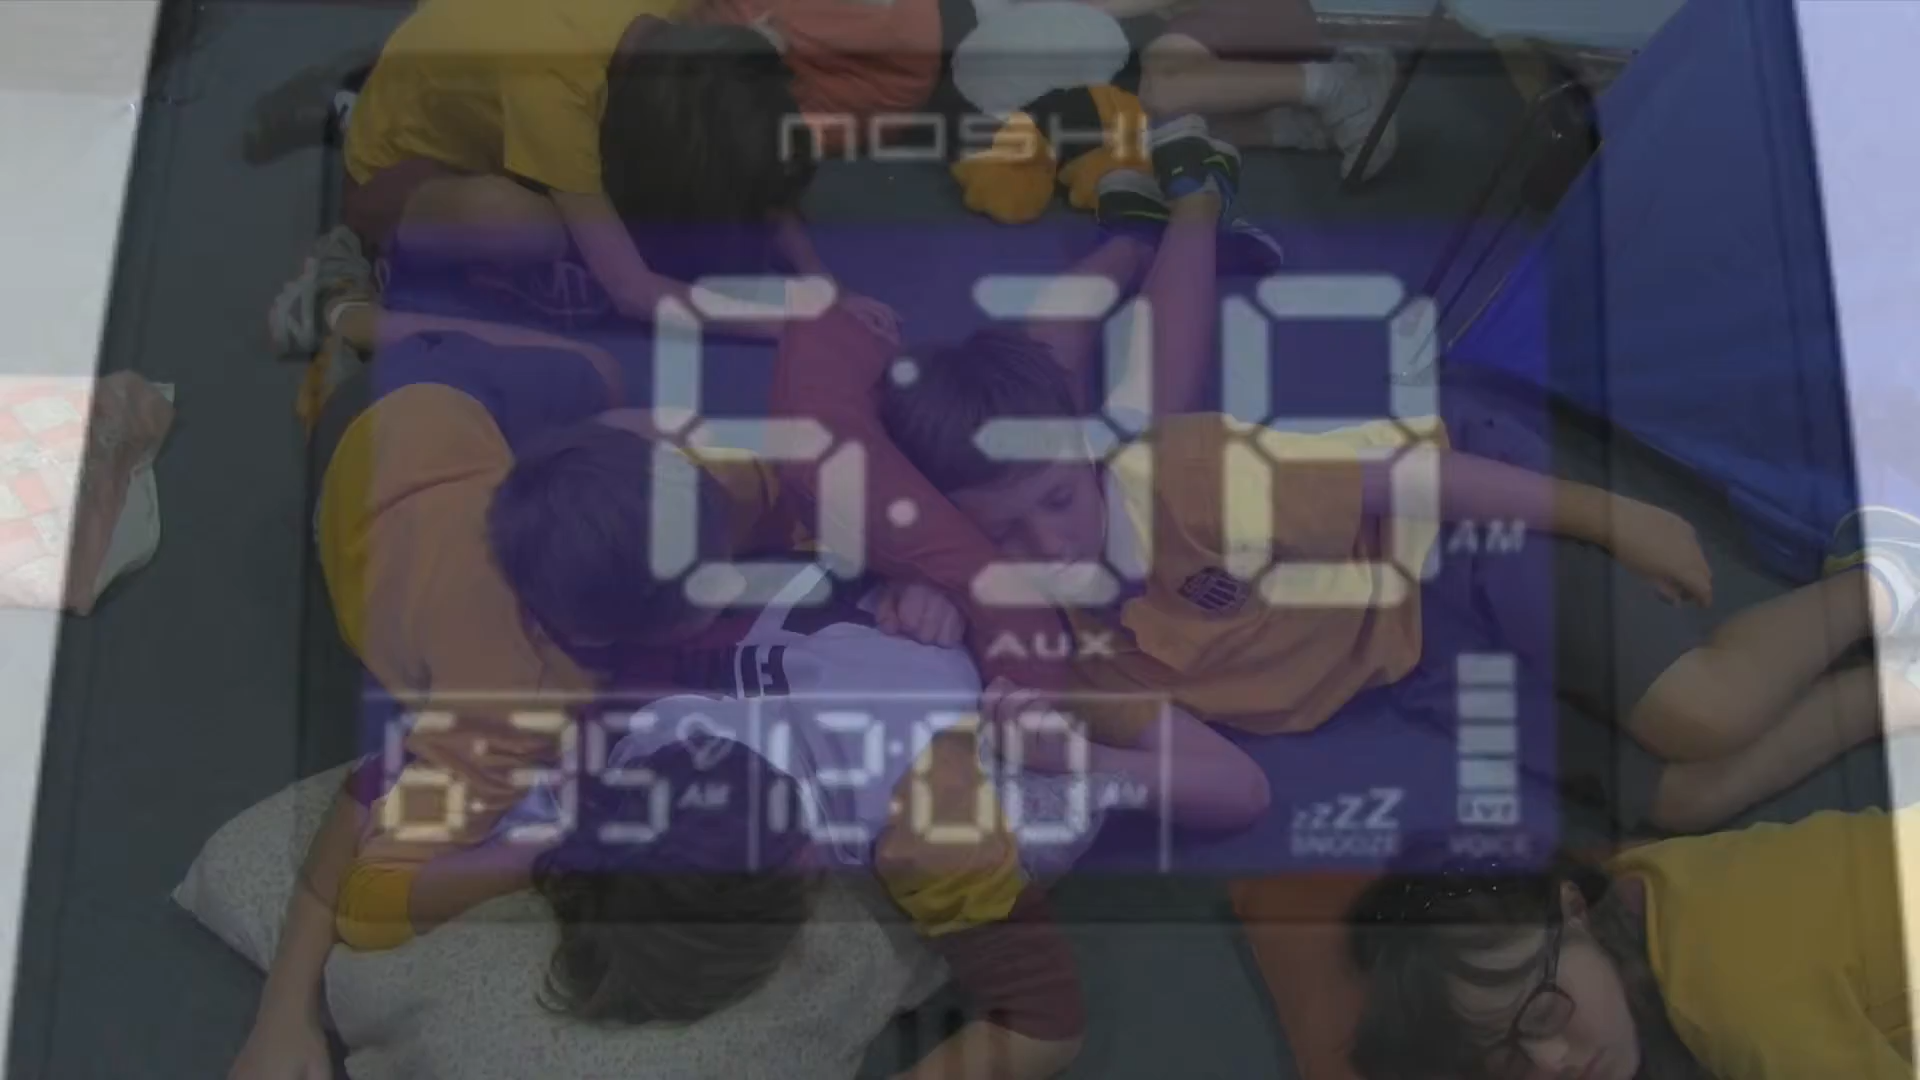 MOSHI
6:30 AM
AUX
6:35 AM 12:00 AM
zzZZ
SNOOZE VOICE